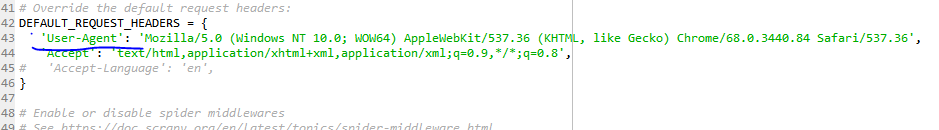 41 # Override the default request headers:
42 DEFAULT_REQUEST_HEADERS = {
43 'User-Agent': 'Mozilla/5.0 (Windows NT 10.0; WOW64) AppleWebKit/537.36 (KHTML, like Gecko) Chrome/68.0.3440.84 Safari/537.36',
44 'Accept': 'text/html,application/xhtml+xml,application/xml;q=0.9,*/*;q=0.8',
45 # 'Accept-Language': 'en',
46 }
47
48 # Enable or disable spider middlewares
49 # See https://doc.scrapy.org/en/latest/topics/spider-middleware.html